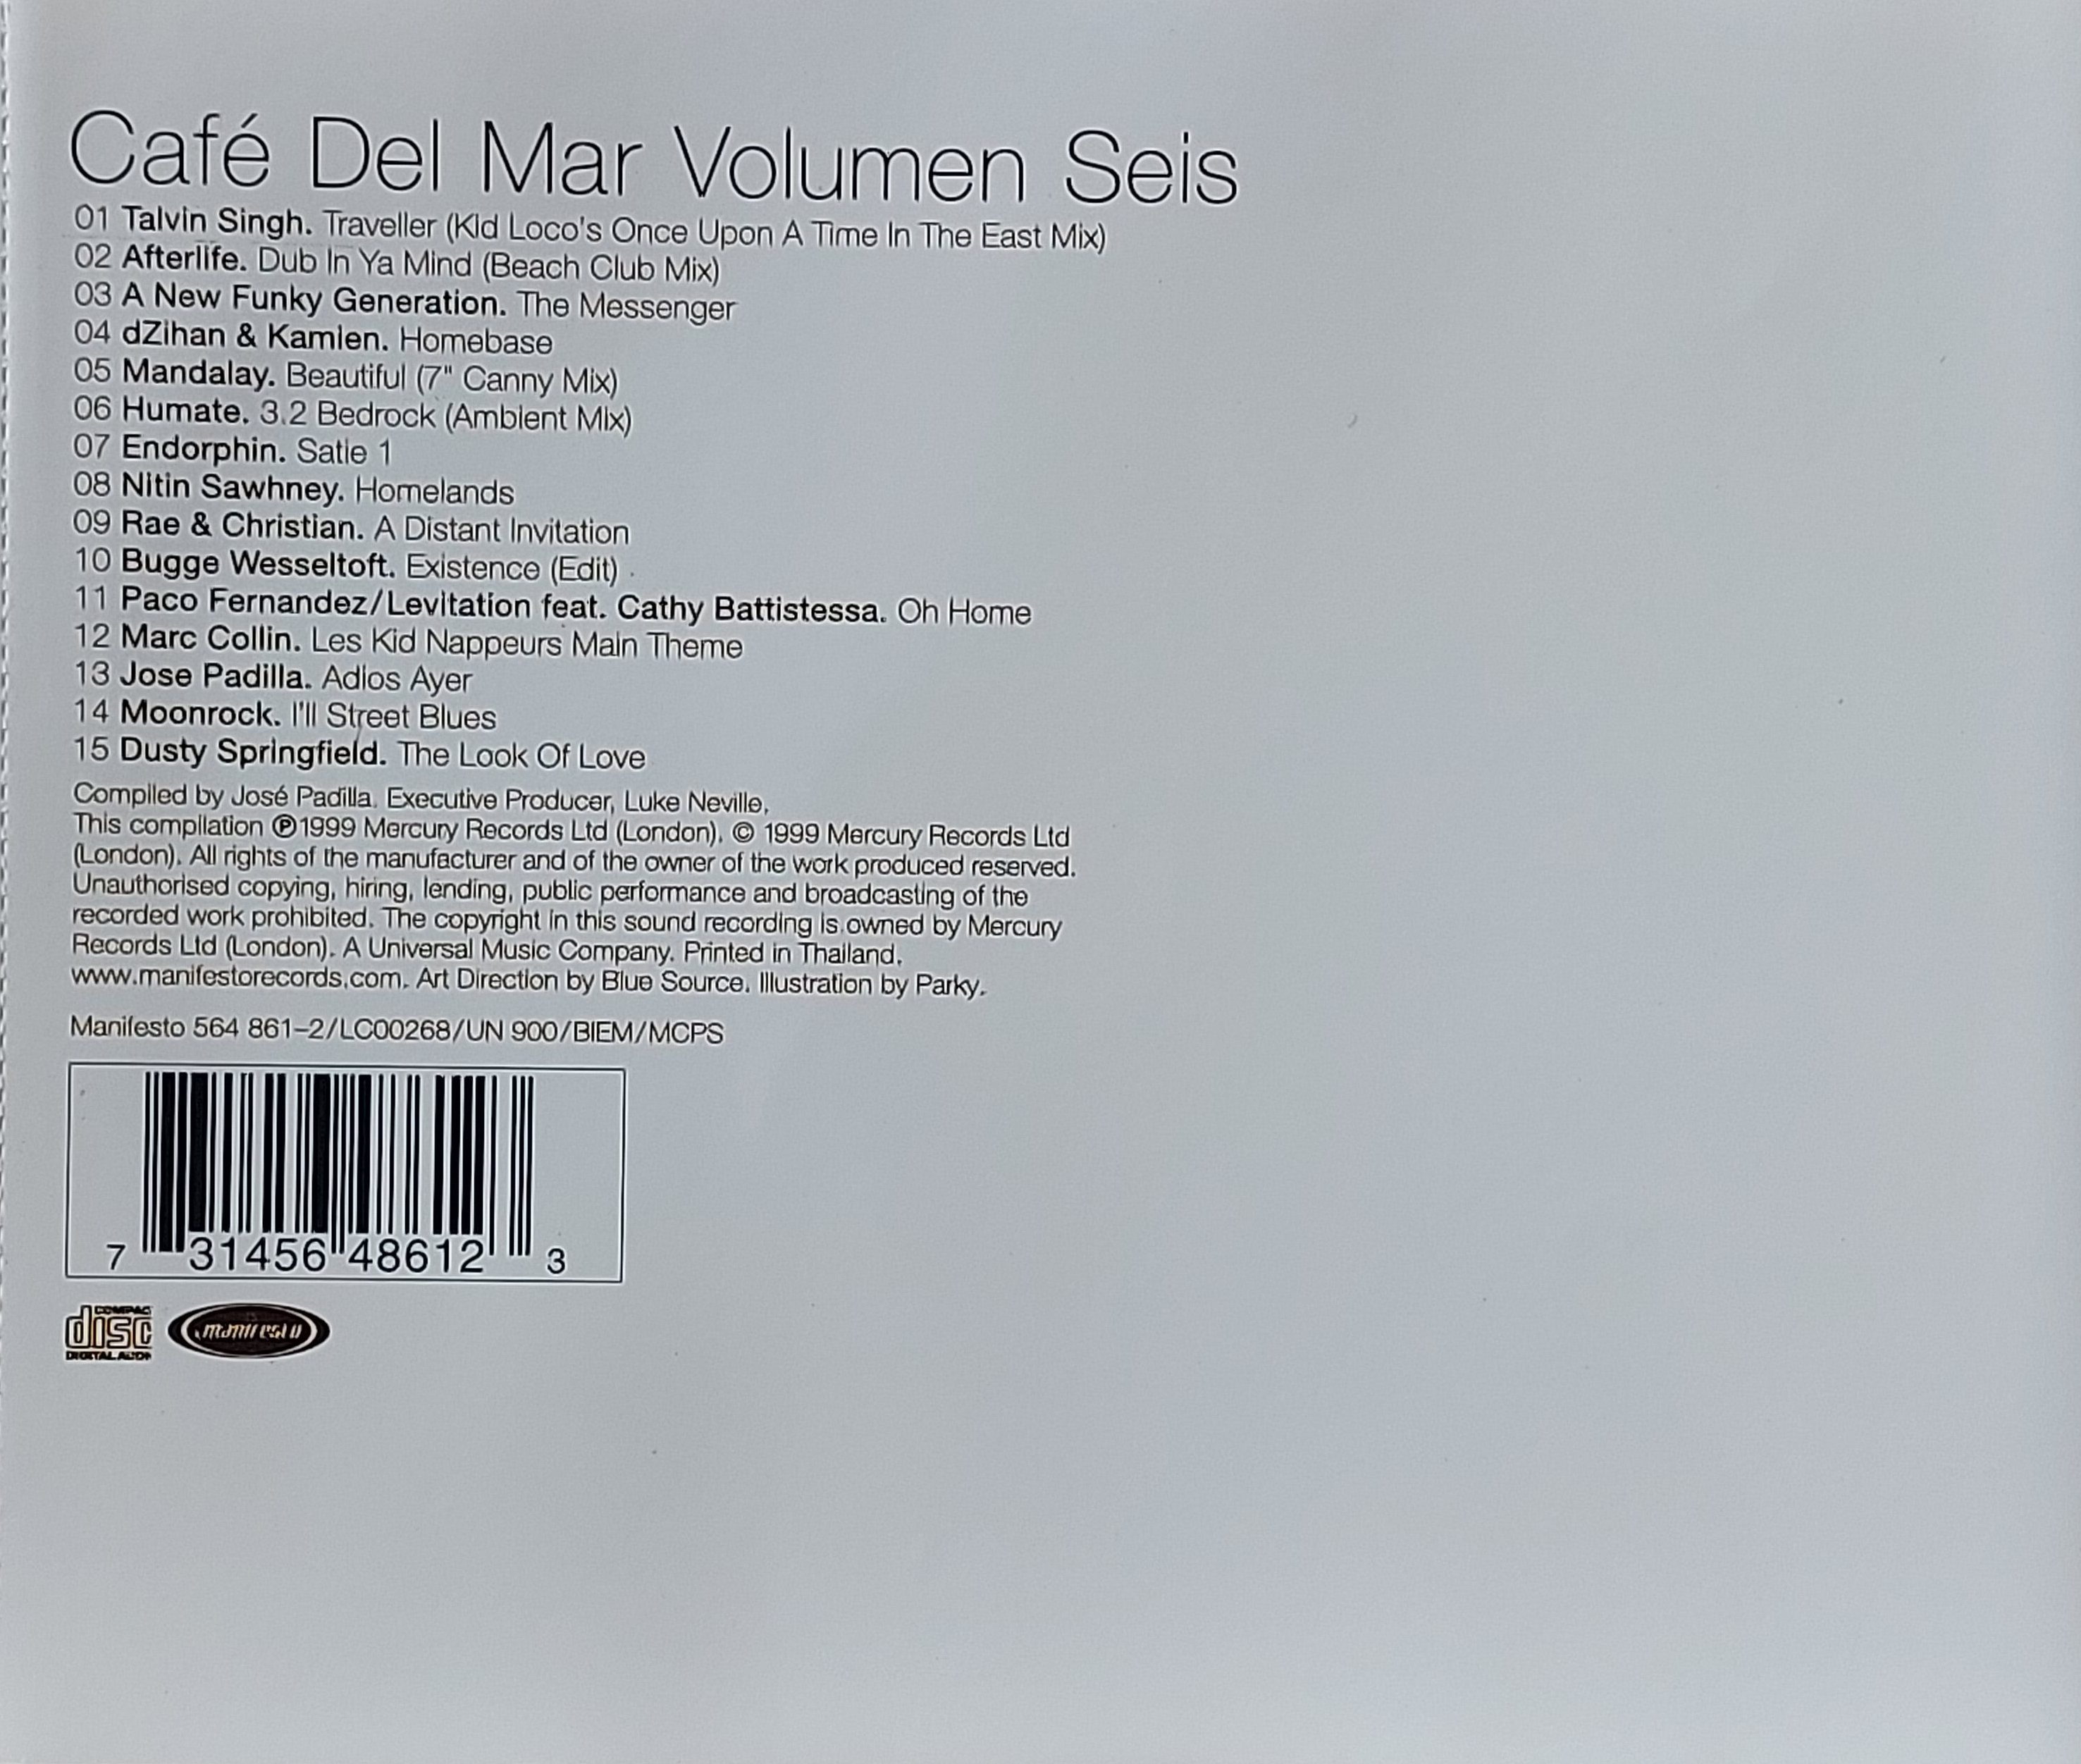 Café Del Mar Volumen Seis
01 Talvin Singh. Traveller (Kid Loco's Once Upon A Time In The East Mix)
02 Afterlife. Dub In Ya Mind (Beach Club Mix)
03 A New Funky Generation. The Messenger
04 dZihan & Kamien. Homebase
05 Mandalay. Beautiful (7" Canny Mix)
06 Humate. 3.2 Bedrock (Ambient Mix)
07 Endorphin. Satie 1
08 Nitin Sawhney. Homelands
09 Rae & Christian. A Distant Invitation
10 Bugge Wesseltoft. Existence (Edit)
11 Paco Fernandez/Levitation feat. Cathy Battistessa. Oh Home
12 Marc Collin. Les Kid Nappeurs Main Theme
13 Jose Padilla. Adios Ayer
14 Moonrock. I'll Street Blues
15 Dusty Springfield. The Look Of Love
Compiled by José Padilla. Executive Producer, Luke Neville.
This compilation ℗1999 Mercury Records Ltd (London). © 1999 Mercury Records Ltd
(London). All rights of the manufacturer and of the owner of the work produced reserved.
Unauthorised copying, hiring, lending, public performance and broadcasting of the
recorded work prohibited. The copyright in this sound recording is owned by Mercury
Records Ltd (London). A Universal Music Company. Printed in Thailand.
www.manifestorecords.com. Art Direction by Blue Source. Illustration by Parky.
Manifesto 564 861-2/LC00268/UN 900/BIEM/MCPS
7 31456 48612 3
COMPACT
disc
DIGITAL AUDIO
manifesto